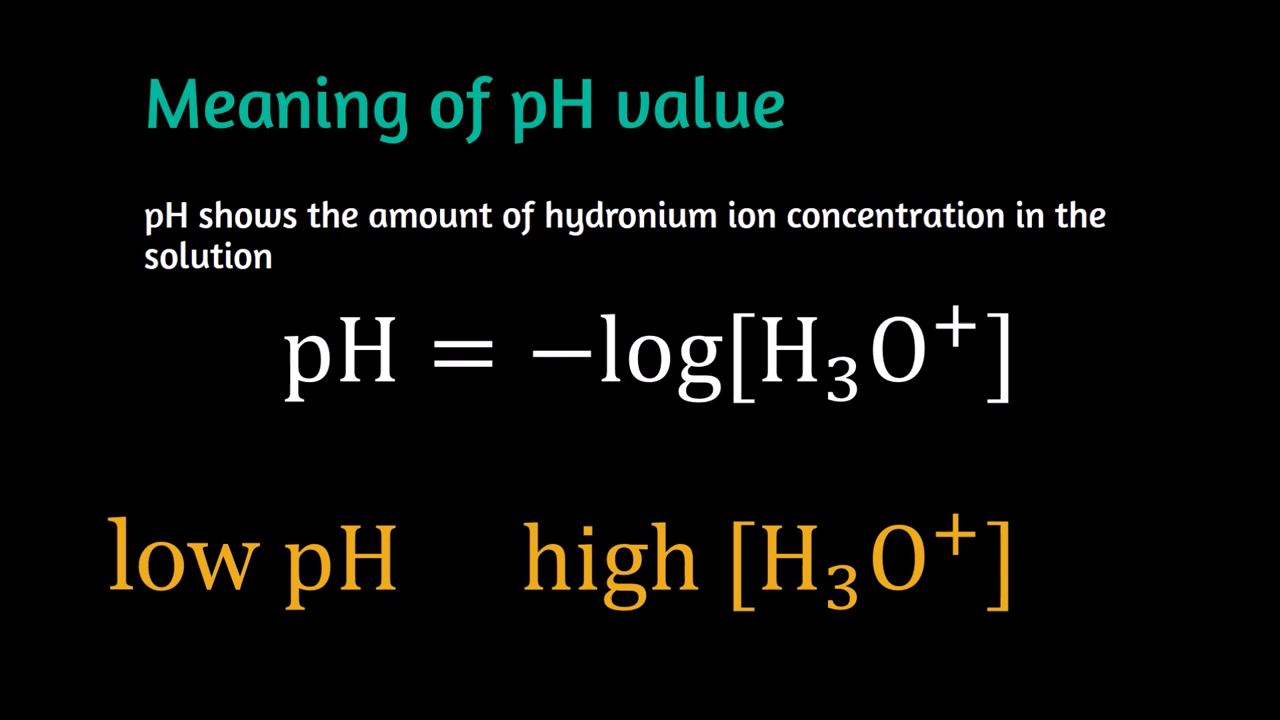 Meaning of pH value
pH shows the amount of hydronium ion concentration in the
solution
pH = −log[H₃O⁺]
low pH high [H₃O⁺]